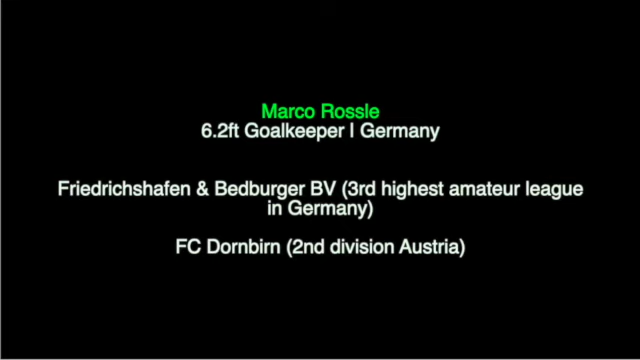 Marco Rossle
6.2ft Goalkeeper I Germany
Friedrichshafen & Bedburger BV (3rd highest amateur league
in Germany)
FC Dornbirn (2nd division Austria)